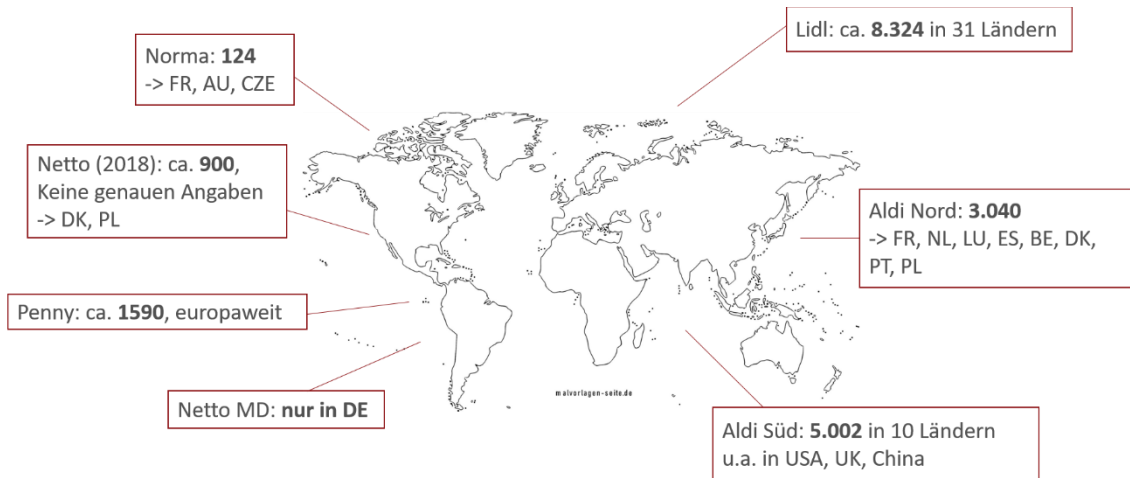 Lidl: ca. 8.324 in 31 Ländern
Norma: 124
-> FR, AU, CZE
Netto (2018): ca. 900,
Keine genauen Angaben
-> DK, PL
Aldi Nord: 3.040
-> FR, NL, LU, ES, BE, DK,
PT, PL
Penny: ca. 1590, europaweit
Netto MD: nur in DE
malvorlagen-seite.de
Aldi Süd: 5.002 in 10 Ländern
u.a. in USA, UK, China